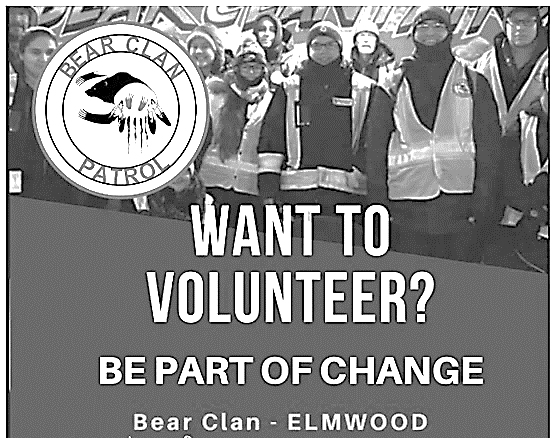 BEAR CLAN
PATROL
WANT TO
VOLUNTEER?
BE PART OF CHANGE
Bear Clan - ELMWOOD